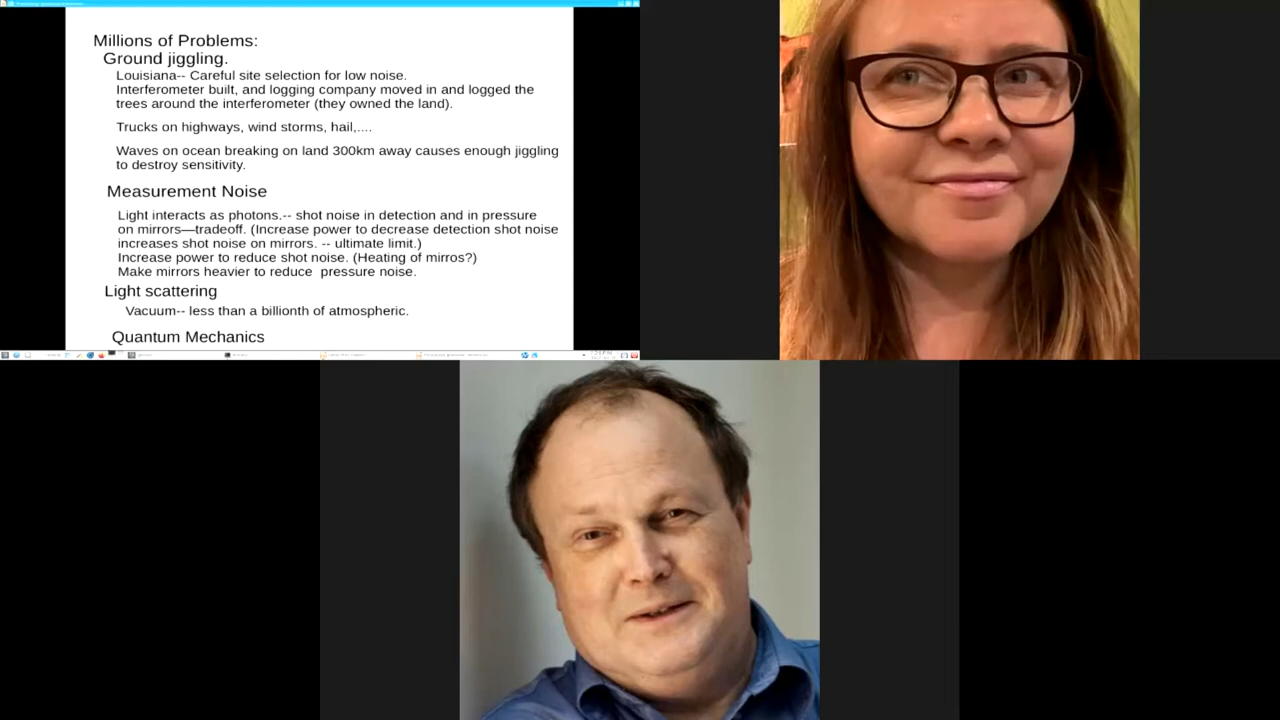 Millions of Problems:
Ground jiggling.
Louisiana-- Careful site selection for low noise.
Interferometer built, and logging company moved in and logged the
trees around the interferometer (they owned the land).
Trucks on highways, wind storms, hail,....
Waves on ocean breaking on land 300km away causes enough jiggling
to destroy sensitivity.
Measurement Noise
Light interacts as photons.-- shot noise in detection and in pressure
on mirrors—tradeoff. (Increase power to decrease detection shot noise
increases shot noise on mirrors. -- ultimate limit.)
Increase power to reduce shot noise. (Heating of mirros?)
Make mirrors heavier to reduce pressure noise.
Light scattering
Vacuum-- less than a billionth of atmospheric.
Quantum Mechanics